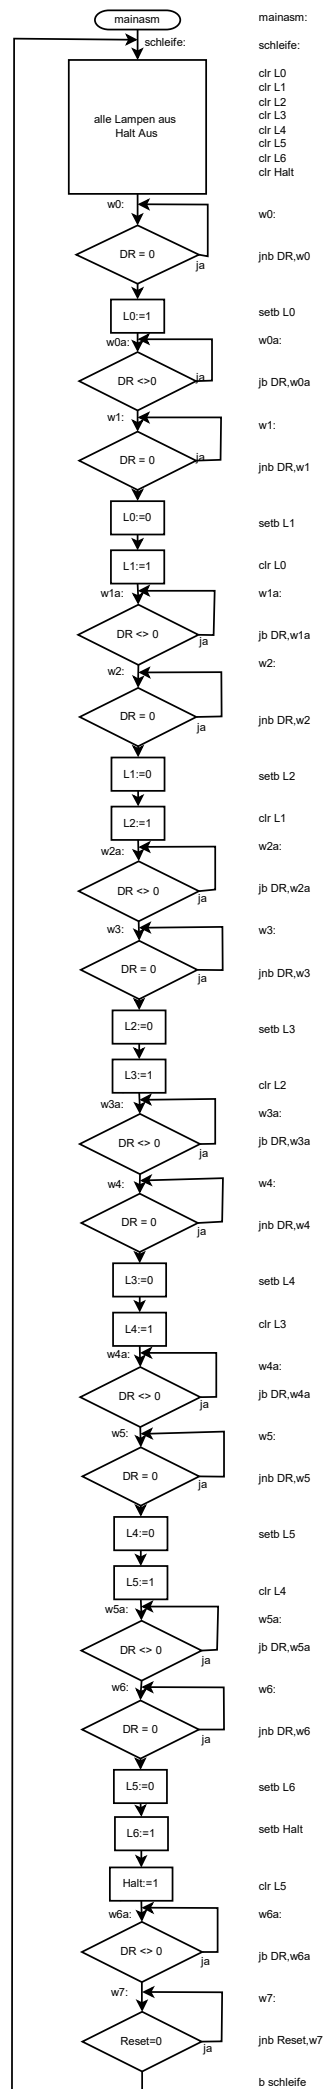 mainasm
schleife:
alle Lampen aus
Halt Aus
w0:
DR = 0
ja
L0:=1
w0a:
DR <>0
ja
w1:
DR = 0
ja
L0:=0
L1:=1
w1a:
DR <> 0
ja
w2:
DR = 0
ja
L1:=0
L2:=1
w2a:
DR <> 0
ja
w3:
DR = 0
ja
L2:=0
L3:=1
w3a:
DR <> 0
ja
w4:
DR = 0
ja
L3:=0
L4:=1
w4a:
DR <> 0
ja
w5:
DR = 0
ja
L4:=0
L5:=1
w5a:
DR <> 0
ja
w6:
DR = 0
ja
L5:=0
L6:=1
Halt:=1
w6a:
DR <> 0
ja
w7:
Reset=0
ja
mainasm:
schleife:
clr L0
clr L1
clr L2
clr L3
clr L4
clr L5
clr L6
clr Halt
w0:
jnb DR,w0
setb L0
w0a:
jb DR,w0a
w1:
jnb DR,w1
setb L1
clr L0
w1a:
jb DR,w1a
w2:
jnb DR,w2
setb L2
clr L1
w2a:
jb DR,w2a
w3:
jnb DR,w3
setb L3
clr L2
w3a:
jb DR,w3a
w4:
jnb DR,w4
setb L4
clr L3
w4a:
jb DR,w4a
w5:
jnb DR,w5
setb L5
clr L4
w5a:
jb DR,w5a
w6:
jnb DR,w6
setb L6
setb Halt
clr L5
w6a:
jb DR,w6a
w7:
jnb Reset,w7
b schleife